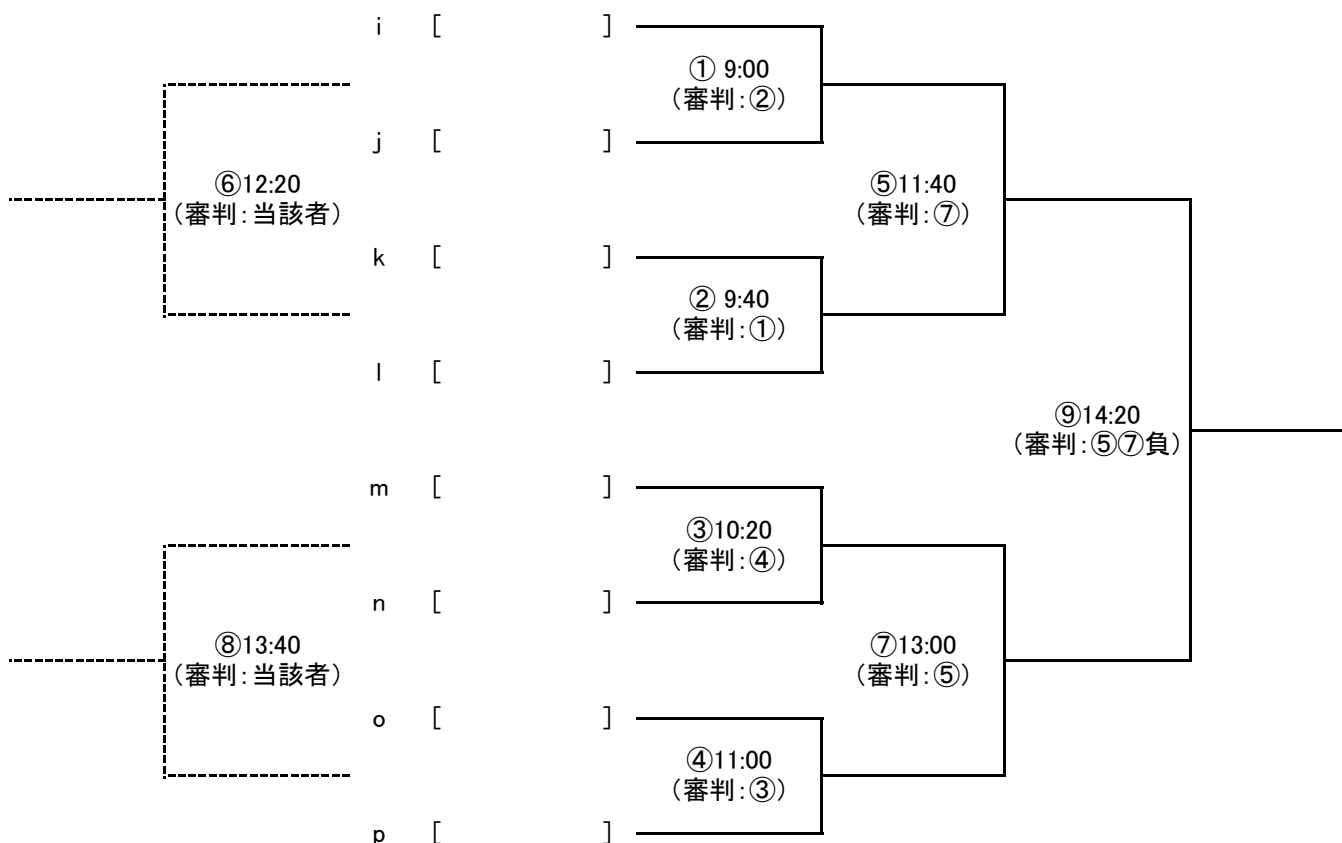 i [ ]
① 9:00
(審判:②)
j [ ]
⑥12:20
(審判:当該者)
⑤11:40
(審判:⑦)
k [ ]
② 9:40
(審判:①)
l [ ]
⑨14:20
(審判:⑤⑦負)
m [ ]
③10:20
(審判:④)
n [ ]
⑧13:40
(審判:当該者)
⑦13:00
(審判:⑤)
o [ ]
④11:00
(審判:③)
p [ ]